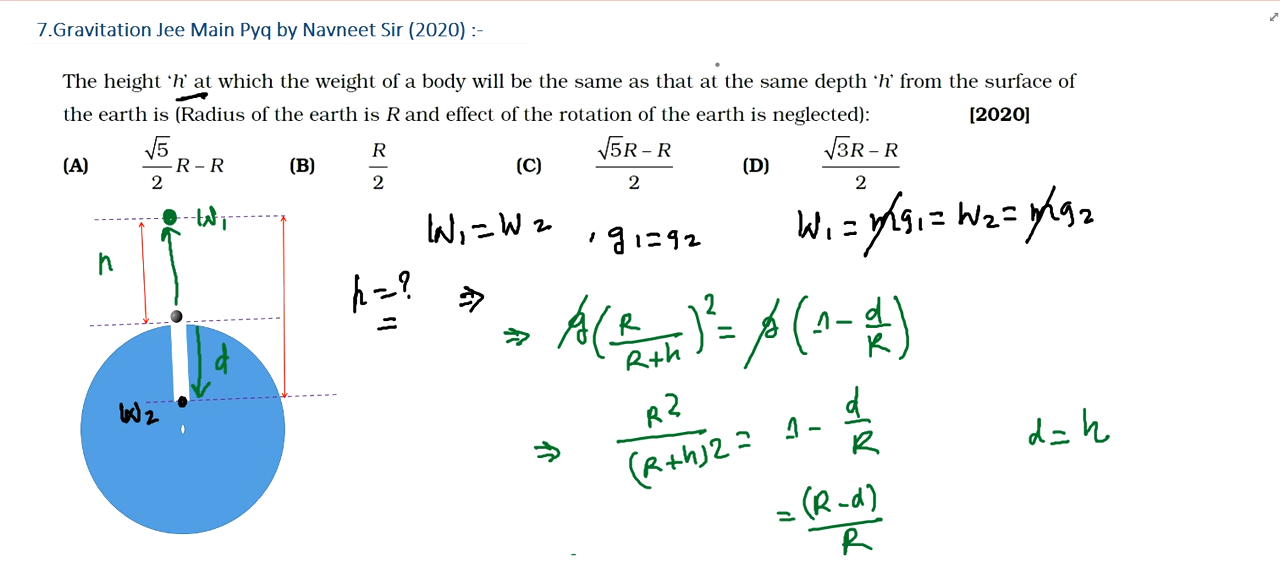 7.Gravitation Jee Main Pyq by Navneet Sir (2020) :-
The height 'h' at which the weight of a body will be the same as that at the same depth 'h' from the surface of
the earth is (Radius of the earth is R and effect of the rotation of the earth is neglected): [2020]
(A) √5/2 R – R (B) R/2 (C) √5R – R/2 (D) √3R – R/2
W1
W1 = W2 , g1 = g2 W1 = mg1 = W2 = mg2
h
h = ? ⇒
⇒ g(R/R+h)² = g(1 - d/R)
d
W2
⇒ R²/(R+h)2 = 1 - d/R d = h
= (R-d)/R